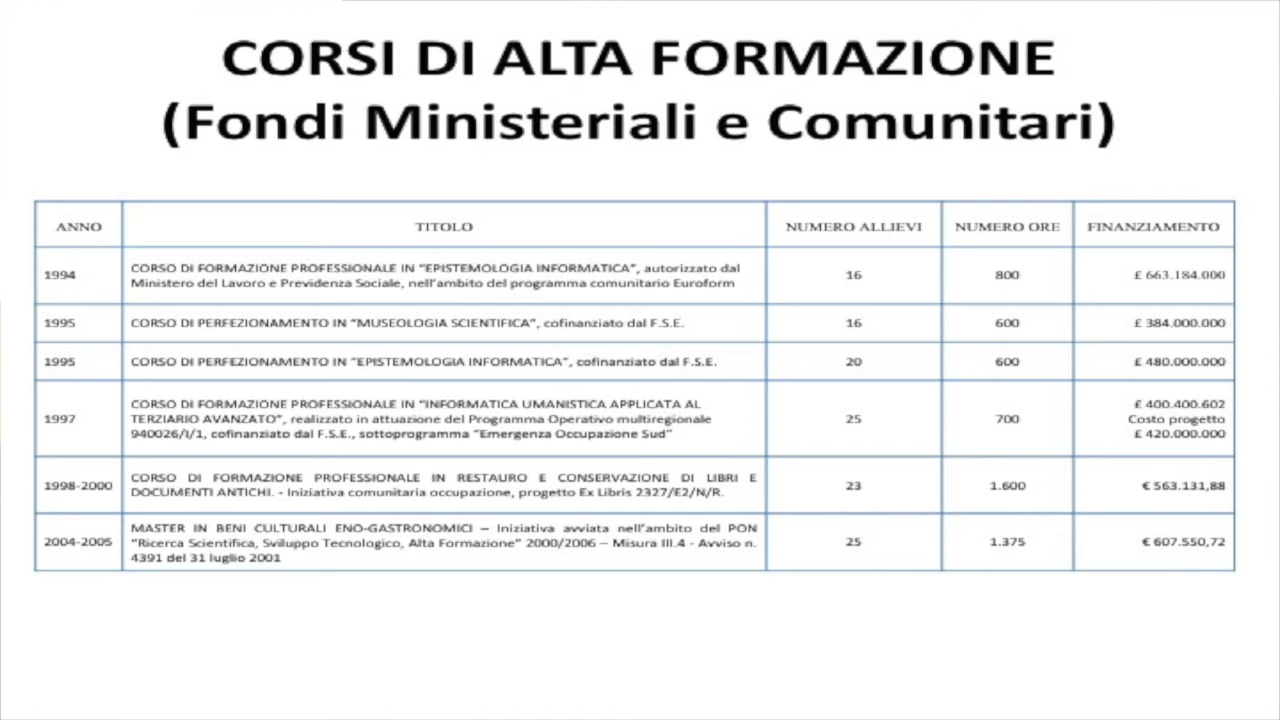 CORSI DI ALTA FORMAZIONE
(Fondi Ministeriali e Comunitari)
ANNO TITOLO NUMERO ALLIEVI NUMERO ORE FINANZIAMENTO
1994 CORSO DI FORMAZIONE PROFESSIONALE IN “EPISTEMOLOGIA INFORMATICA”, autorizzato dal
Ministero del Lavoro e Previdenza Sociale, nell’ambito del programma comunitario Euroform 16 800 £ 663.184.000
1995 CORSO DI PERFEZIONAMENTO IN “MUSEOLOGIA SCIENTIFICA”, cofinanziato dal F.S.E. 16 600 £ 384.000.000
1995 CORSO DI PERFEZIONAMENTO IN “EPISTEMOLOGIA INFORMATICA”, cofinanziato dal F.S.E. 20 600 £ 480.000.000
CORSO DI FORMAZIONE PROFESSIONALE IN “INFORMATICA UMANISTICA APPLICATA AL £ 400.400.602
1997 TERZIARIO AVANZATO”, realizzato in attuazione del Programma Operativo multiregionale 25 700 Costo progetto
940026/I/1, cofinanziato dal F.S.E., sottoprogramma “Emergenza Occupazione Sud” £ 420.000.000
1998-2000 CORSO DI FORMAZIONE PROFESSIONALE IN RESTAURO E CONSERVAZIONE DI LIBRI E
DOCUMENTI ANTICHI. - Iniziativa comunitaria occupazione, progetto Ex Libris 2327/E2/N/R. 23 1.600 € 563.131,88
MASTER IN BENI CULTURALI ENO-GASTRONOMICI – Iniziativa avviata nell’ambito del PON
2004-2005 “Ricerca Scientifica, Sviluppo Tecnologico, Alta Formazione” 2000/2006 – Misura III.4 - Avviso n. 25 1.375 € 607.550,72
4391 del 31 luglio 2001